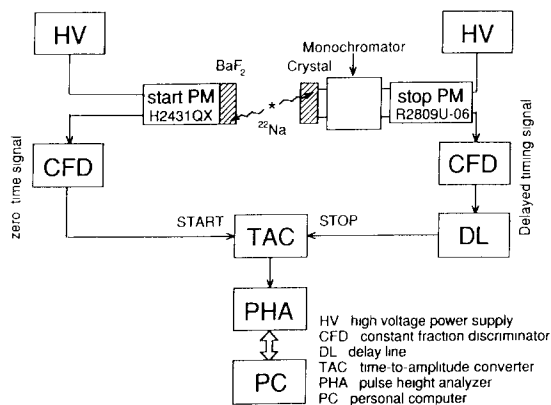 HV
HV
Monochromator
BaF2
Crystal
start PM
H2431QX
*
22Na
stop PM
R2809U-06
zero time signal
CFD
CFD
Delayed timing signal
START
STOP
TAC
DL
PHA
PC
HV high voltage power supply
CFD constant fraction discriminator
DL delay line
TAC time-to-amplitude converter
PHA pulse height analyzer
PC personal computer